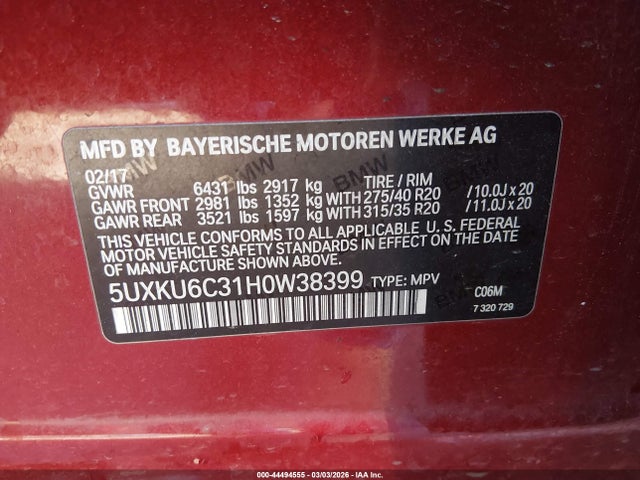 MFD BY BAYERISCHE MOTOREN WERKE AG
02/17
GVWR 6431 lbs 2917 kg TIRE / RIM
GAWR FRONT 2981 lbs 1352 kg WITH 275/40 R20 /10.0J x 20
GAWR REAR 3521 lbs 1597 kg WITH 315/35 R20 /11.0J x 20
THIS VEHICLE CONFORMS TO ALL APPLICABLE U. S. FEDERAL
MOTOR VEHICLE SAFETY STANDARDS IN EFFECT ON THE DATE
OF MANUFACTURE SHOWN ABOVE.
5UXKU6C31H0W38399 TYPE: MPV
C06M
7 320 729
000-44494555 | 03/03/2026 - IAA Inc.